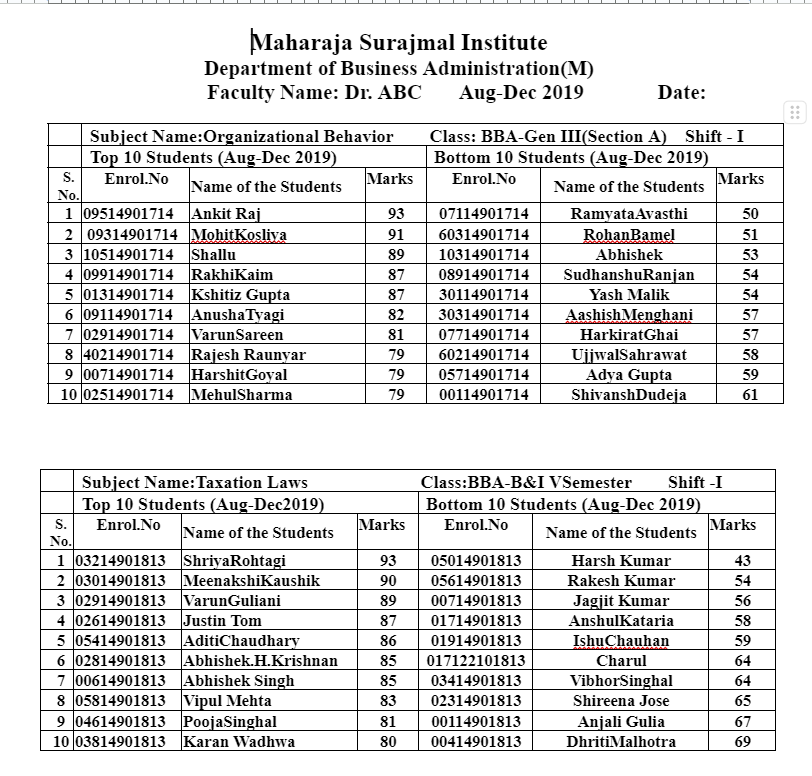 Maharaja Surajmal Institute
Department of Business Administration(M)
Faculty Name: Dr. ABC Aug-Dec 2019 Date:
Subject Name:Organizational Behavior Class: BBA-Gen III(Section A) Shift - I
Top 10 Students (Aug-Dec 2019) Bottom 10 Students (Aug-Dec 2019)
S. No. Enrol.No Name of the Students Marks Enrol.No Name of the Students Marks
1 09514901714 Ankit Raj 93 07114901714 RamyataAvasthi 50
2 09314901714 MohitKosliya 91 60314901714 RohanBamel 51
3 10514901714 Shallu 89 10314901714 Abhishek 53
4 09914901714 RakhiKaim 87 08914901714 SudhanshuRanjan 54
5 01314901714 Kshitiz Gupta 87 30114901714 Yash Malik 54
6 09114901714 AnushaTyagi 82 30314901714 AashishMenghani 57
7 02914901714 VarunSareen 81 07714901714 HarkiratGhai 57
8 40214901714 Rajesh Raunyar 79 60214901714 UjjwalSahrawat 58
9 00714901714 HarshitGoyal 79 05714901714 Adya Gupta 59
10 02514901714 MehulSharma 79 00114901714 ShivanshDudeja 61
Subject Name:Taxation Laws Class:BBA-B&I VSemester Shift -I
Top 10 Students (Aug-Dec2019) Bottom 10 Students (Aug-Dec 2019)
S. No. Enrol.No Name of the Students Marks Enrol.No Name of the Students Marks
1 03214901813 ShriyaRohtagi 93 05014901813 Harsh Kumar 43
2 03014901813 MeenakshiKaushik 90 05614901813 Rakesh Kumar 54
3 02914901813 VarunGuliani 89 00714901813 Jagjit Kumar 56
4 02614901813 Justin Tom 87 01714901813 AnshulKataria 58
5 05414901813 AditiChaudhary 86 01914901813 IshuChauhan 59
6 02814901813 Abhishek.H.Krishnan 85 017122101813 Charul 64
7 00614901813 Abhishek Singh 85 03414901813 VibhorSinghal 64
8 05814901813 Vipul Mehta 83 02314901813 Shireena Jose 65
9 04614901813 PoojaSinghal 81 00114901813 Anjali Gulia 67
10 03814901813 Karan Wadhwa 80 00414901813 DhritiMalhotra 69